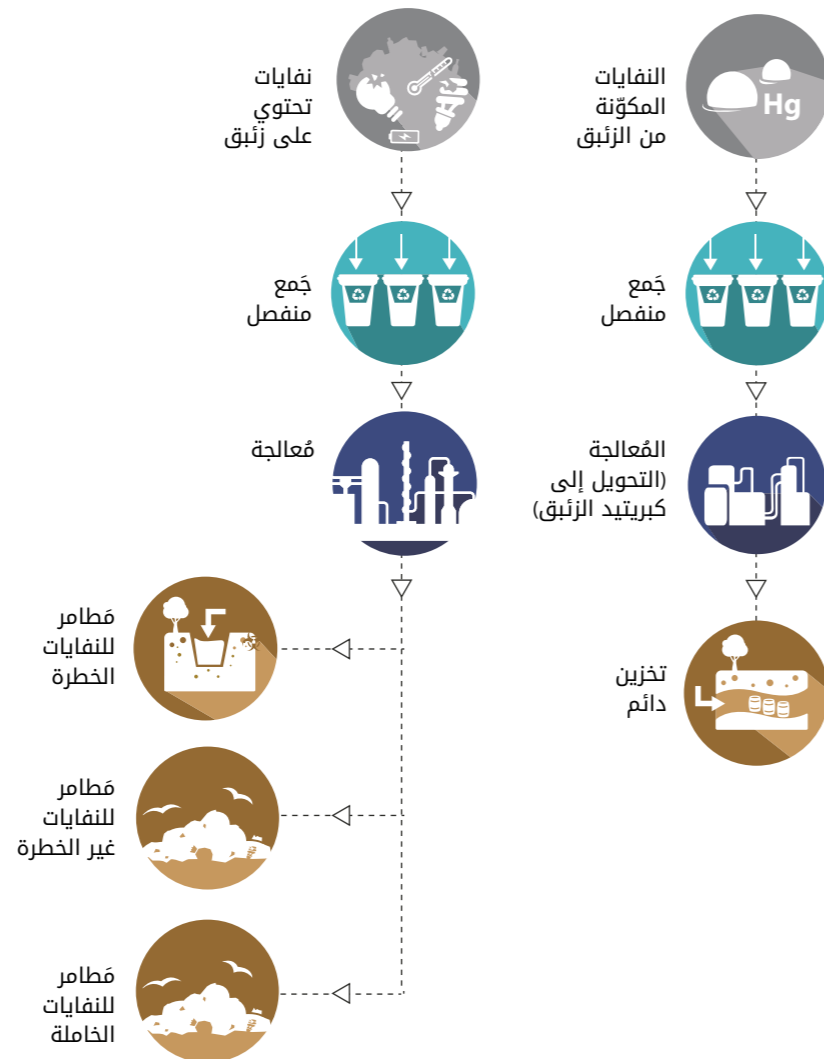 النفايات
المكوّنة
من الزئبق
Hg
جَمع
منفصل
المُعالجة
(التحويل إلى
كبريتيد الزئبق)
تخزين
دائم
نفايات
تحتوي
على زئبق
جَمع
منفصل
مُعالجة
مَطامر
للنفايات
الخطرة
مَطامر
للنفايات
غير الخطرة
مَطامر
للنفايات
الخاملة